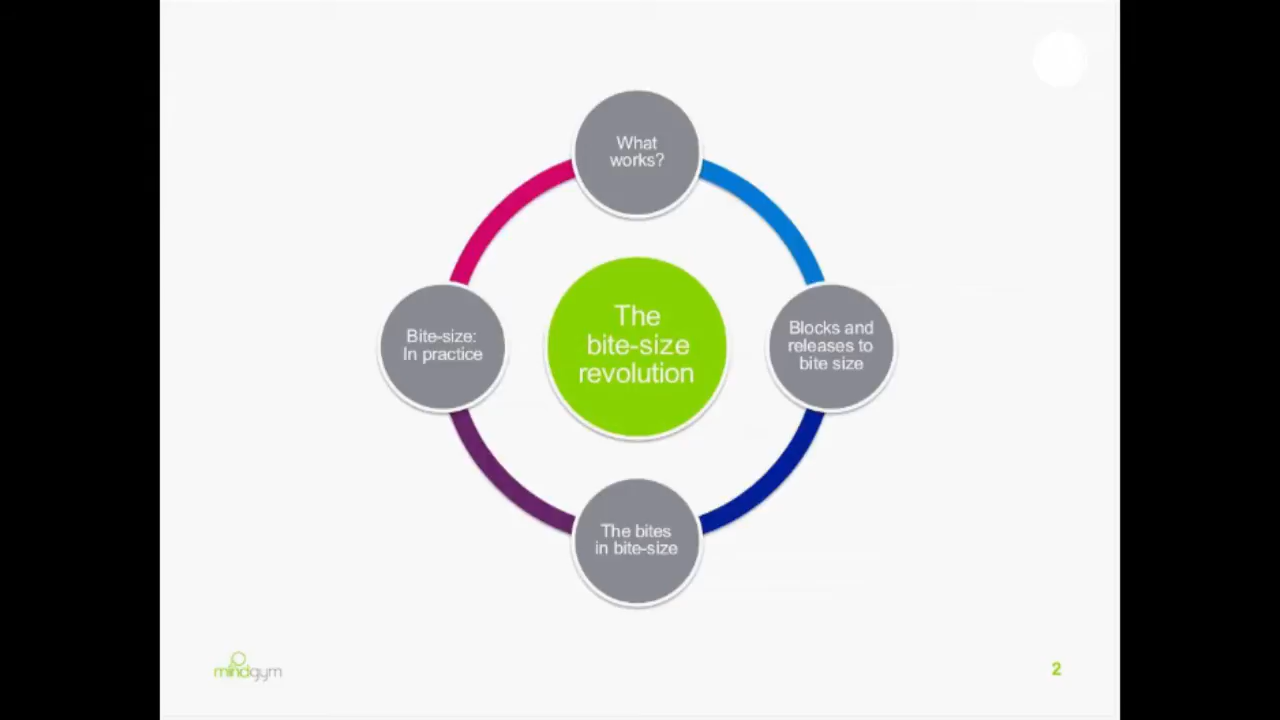 What
works?
The
bite-size
revolution
Bite-size:
In practice
Blocks and
releases to
bite size
The bites
in bite-size
mindgym
2